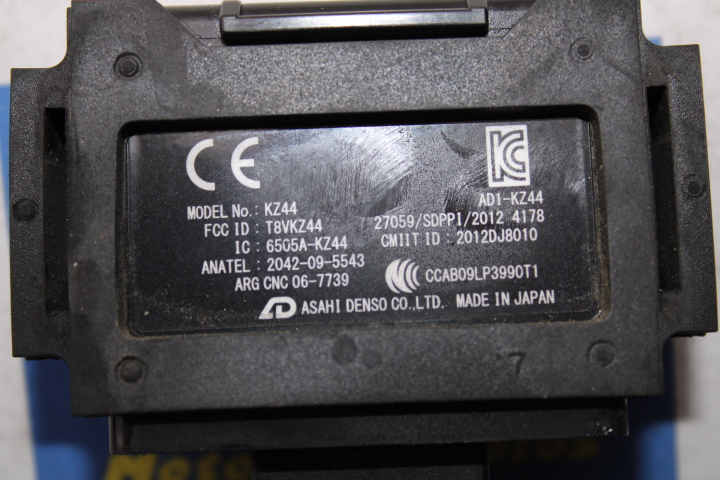 CE
KC
MODEL No. : KZ44
AD1-KZ44
FCC ID : T8VKZ44
27059/SDPPI/2012 4178
IC : 6505A-KZ44
CMIIT ID : 2012DJ8010
ANATEL : 2042-09-5543
CCAB09LP3990T1
ARG CNC 06-7739
AD ASAHI DENSO CO.,LTD. MADE IN JAPAN
7